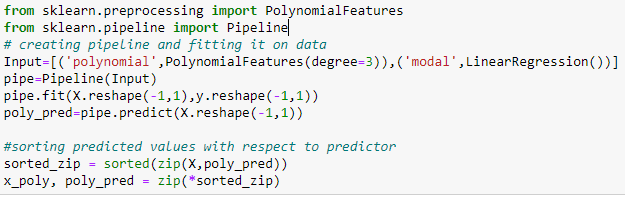 from sklearn.preprocessing import PolynomialFeatures
from sklearn.pipeline import Pipeline
# creating pipeline and fitting it on data
Input=[('polynomial',PolynomialFeatures(degree=3)),('modal',LinearRegression())]
pipe=Pipeline(Input)
pipe.fit(X.reshape(-1,1),y.reshape(-1,1))
poly_pred=pipe.predict(X.reshape(-1,1))
#sorting predicted values with respect to predictor
sorted_zip = sorted(zip(X,poly_pred))
x_poly, poly_pred = zip(*sorted_zip)